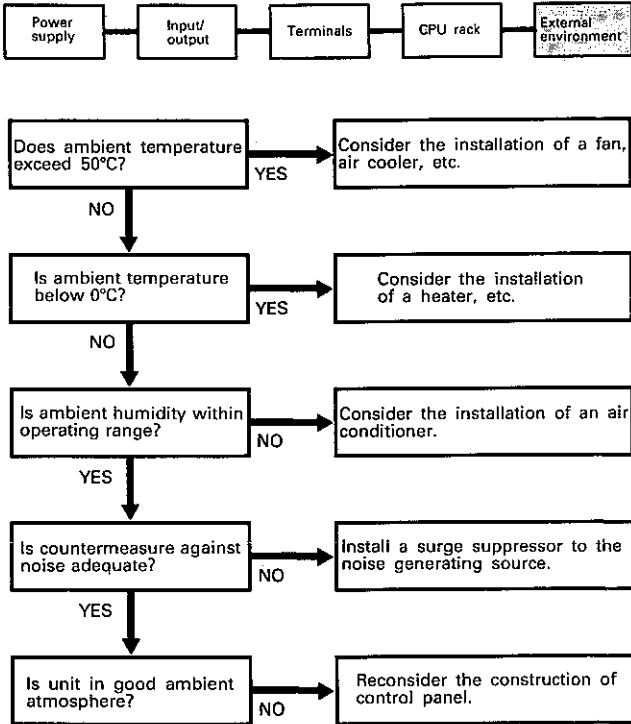 Power
supply
Input/
output
Terminals
CPU rack
External
environment
Does ambient temperature
exceed 50°C?
YES
Consider the installation of a fan,
air cooler, etc.
NO
Is ambient temperature
below 0°C?
YES
Consider the installation
of a heater, etc.
NO
Is ambient humidity within
operating range?
NO
Consider the installation of an air
conditioner.
YES
Is countermeasure against
noise adequate?
NO
Install a surge suppressor to the
noise generating source.
YES
Is unit in good ambient
atmosphere?
NO
Reconsider the construction of
control panel.